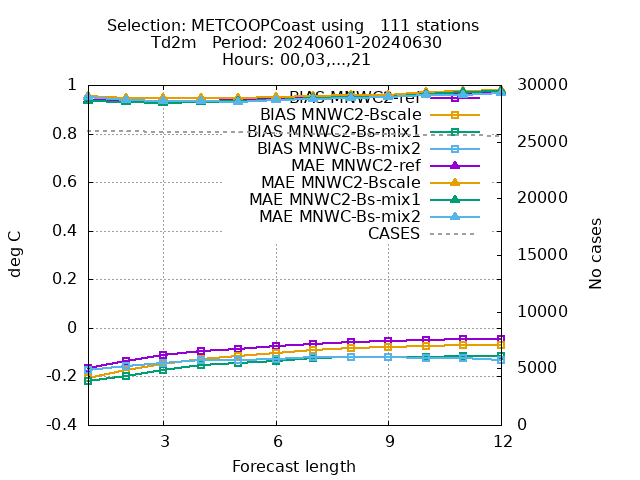 Selection: METCOOPCoast using 111 stations
Td2m Period: 20240601-20240630
Hours: 00,03,...,21
1
0.8
0.6
0.4
0.2
0
-0.2
-0.4
30000
25000
20000
15000
10000
5000
0
3
6
9
12
deg C
No cases
Forecast length
BIAS MNWC2-ref
BIAS MNWC2-Bscale
BIAS MNWC2-Bs-mix1
BIAS MNWC-Bs-mix2
MAE MNWC2-ref
MAE MNWC2-Bscale
MAE MNWC2-Bs-mix1
MAE MNWC-Bs-mix2
CASES